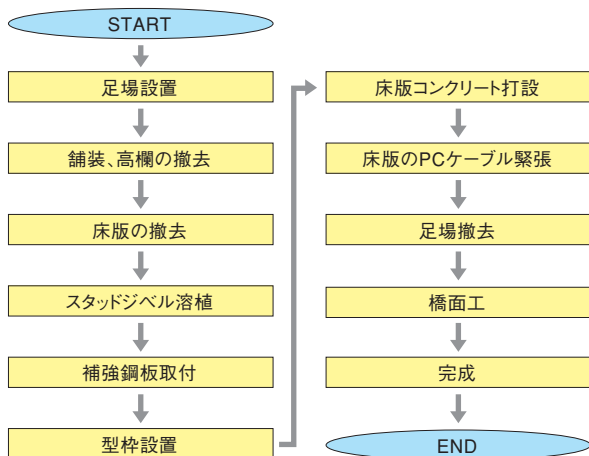 START
足場設置
舗装、高欄の撤去
床版の撤去
スタッドジベル溶植
補強鋼板取付
型枠設置
床版コンクリート打設
床版のPCケーブル緊張
足場撤去
橋面工
完成
END